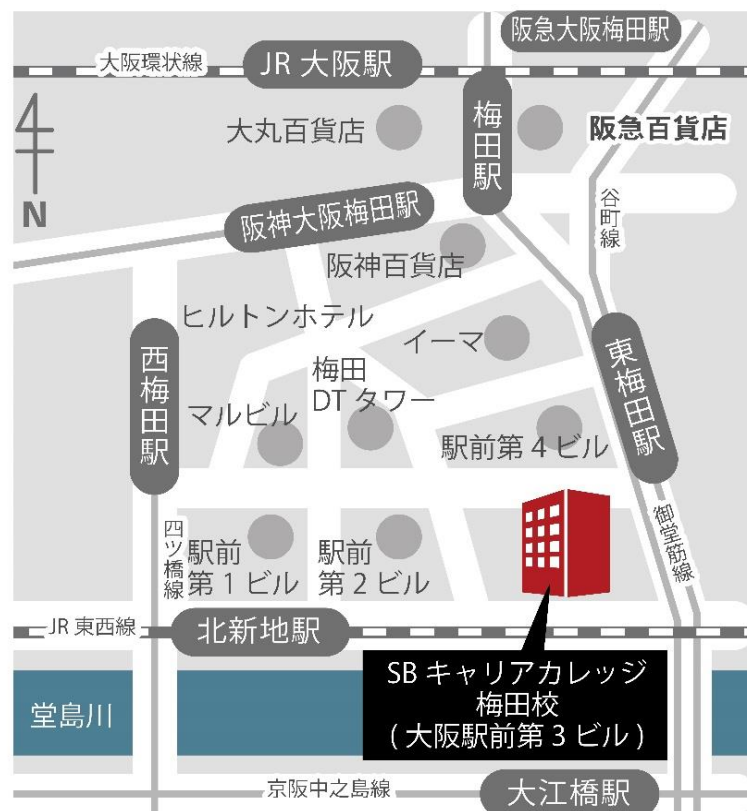 阪急大阪梅田駅
大阪環状線
JR 大阪駅
大丸百貨店
梅田駅
阪急百貨店
N
谷町線
阪神大阪梅田駅
阪神百貨店
ヒルトンホテル
イーマ
西梅田駅
梅田
DT タワー
東梅田駅
マルビル
駅前第 4 ビル
四ツ橋線
御堂筋線
駅前
第 1 ビル
駅前
第 2 ビル
JR 東西線
北新地駅
SB キャリアカレッジ
梅田校
( 大阪駅前第 3 ビル )
堂島川
京阪中之島線
大江橋駅